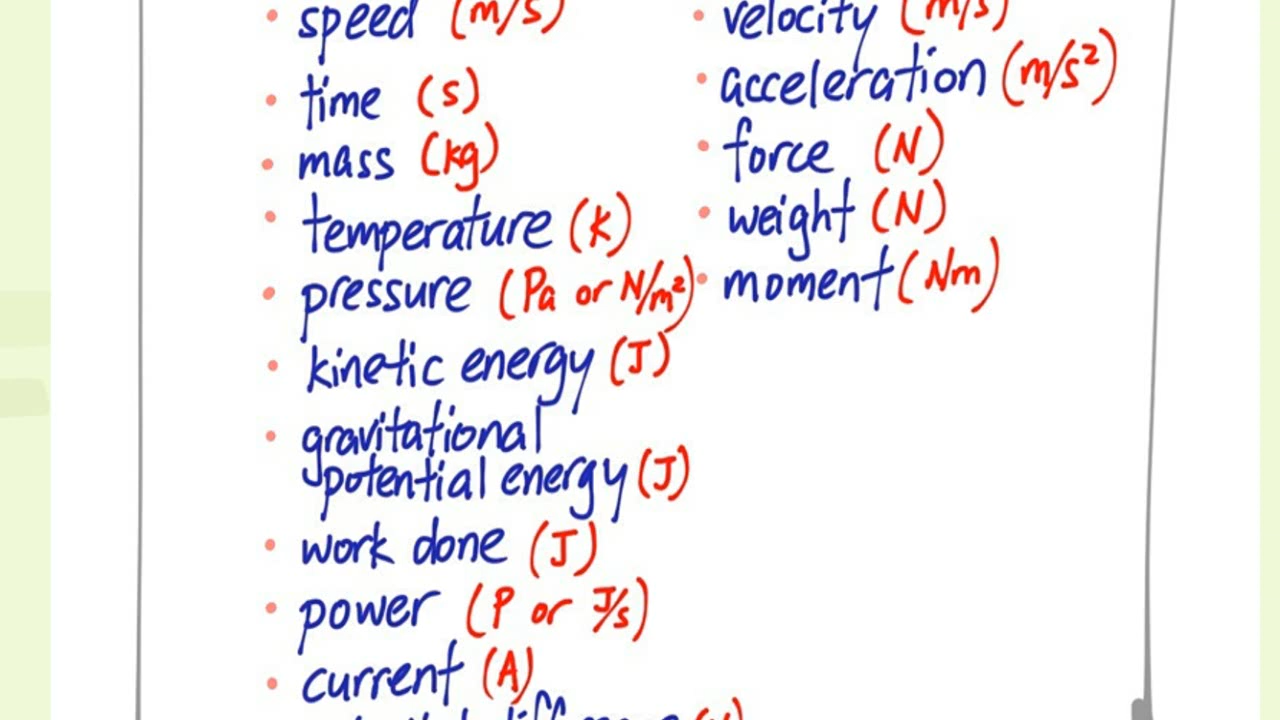 • speed (m/s)
• time (s)
• mass (kg)
• temperature (K)
• pressure (Pa or N/m²)
• kinetic energy (J)
• gravitational
potential energy (J)
• work done (J)
• power (P or J/s)
• current (A)
difference (V)
• velocity (m/s)
• acceleration (m/s²)
• force (N)
• weight (N)
• moment (Nm)